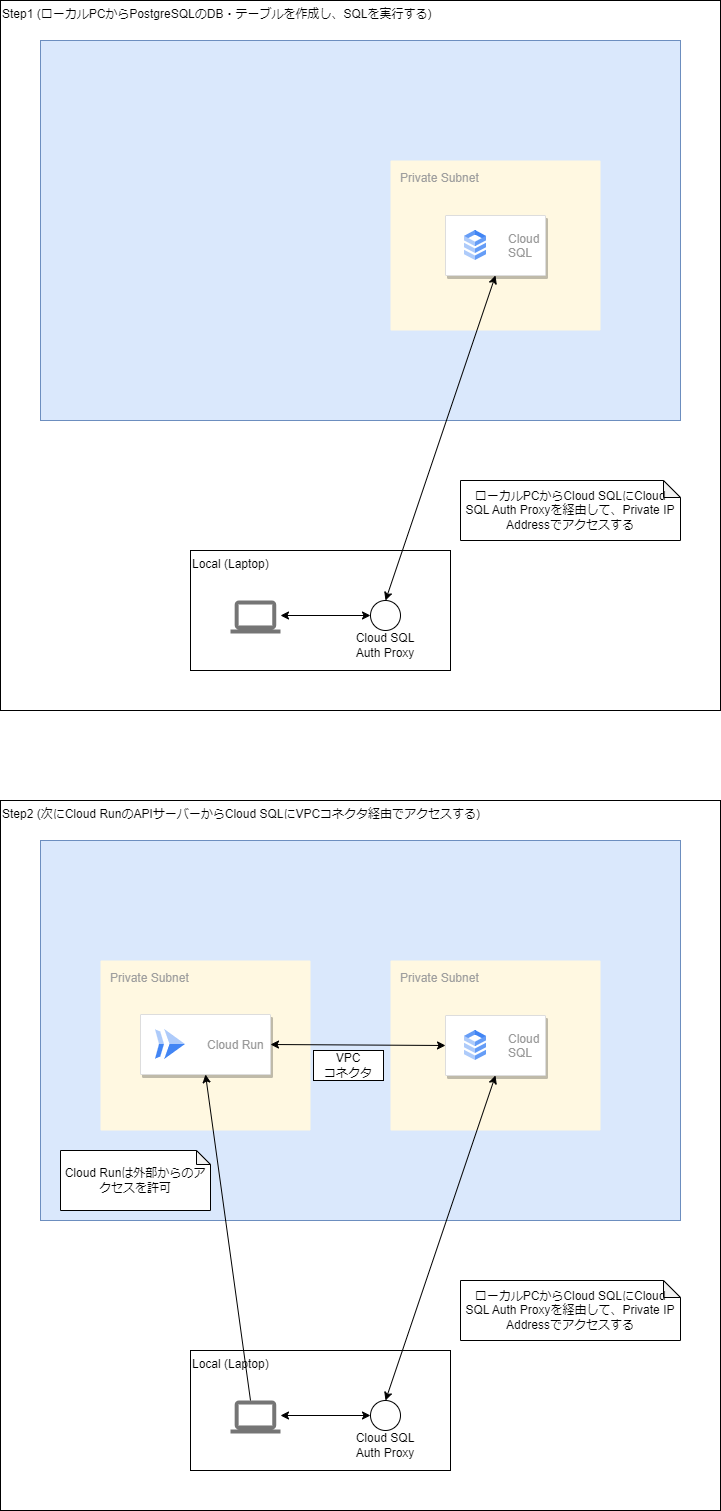 Step1 (ローカルPCからPostgreSQLのDB・テーブルを作成し、SQLを実行する)
Private Subnet
Cloud
SQL
ローカルPCからCloud SQLにCloud
SQL Auth Proxyを経由して、Private IP
Addressでアクセスする
Local (Laptop)
Cloud SQL
Auth Proxy
Step2 (次にCloud RunのAPIサーバーからCloud SQLにVPCコネクタ経由でアクセスする)
Private Subnet
Private Subnet
Cloud Run
Cloud
SQL
VPC
コネクタ
Cloud Runは外部からのア
クセスを許可
ローカルPCからCloud SQLにCloud
SQL Auth Proxyを経由して、Private IP
Addressでアクセスする
Local (Laptop)
Cloud SQL
Auth Proxy